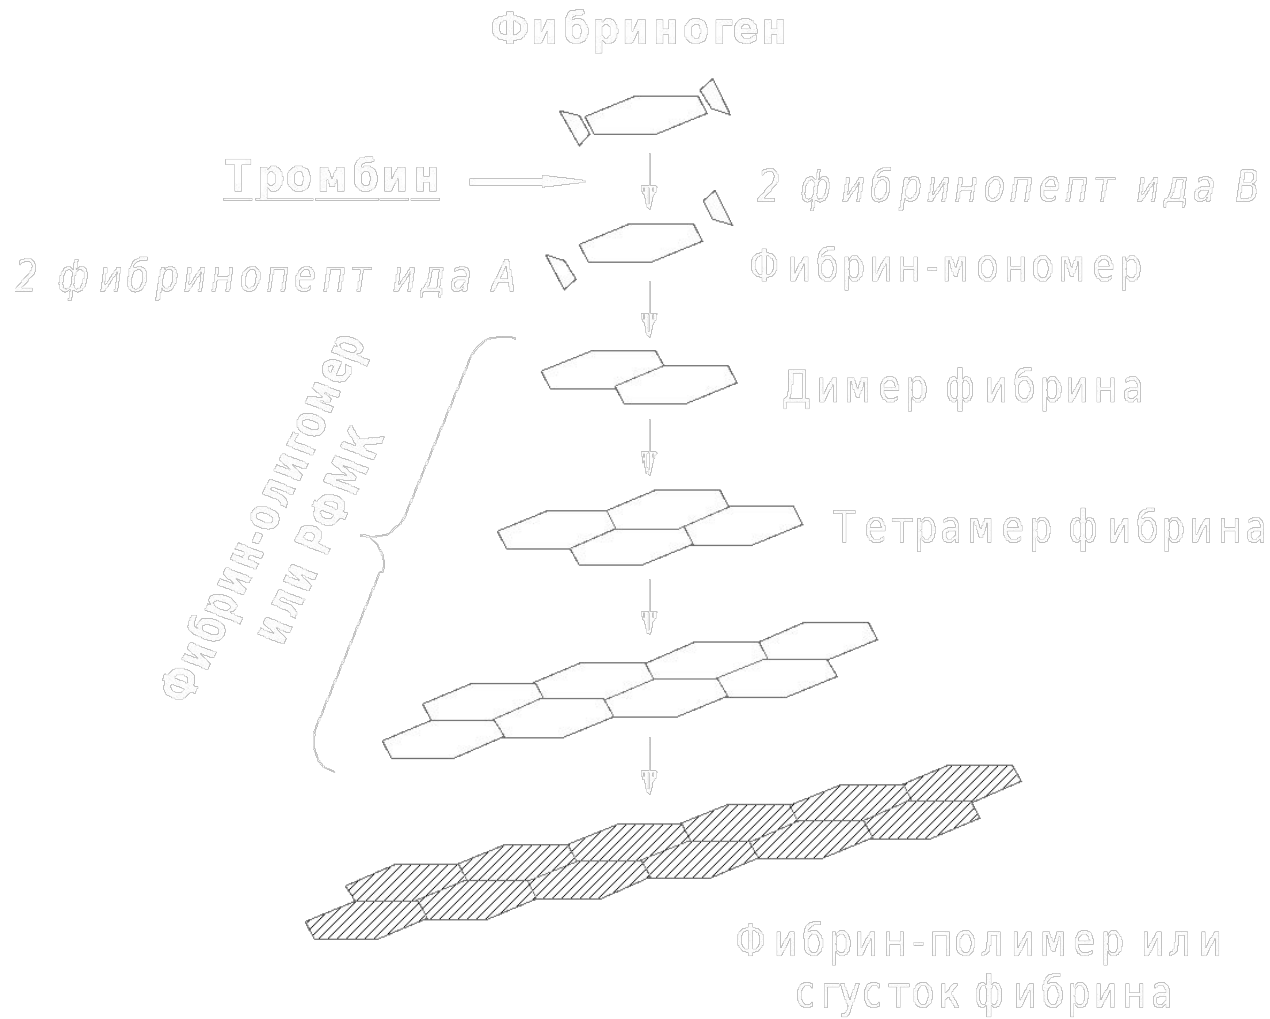 Фибриноген
Тромбин
2 фибринопептида В
2 фибринопептида А
Фибрин-мономер
Фибрин-олигомер
или РФМК
Димер фибрина
Тетрамер фибрина
Фибрин-полимер или
сгусток фибрина